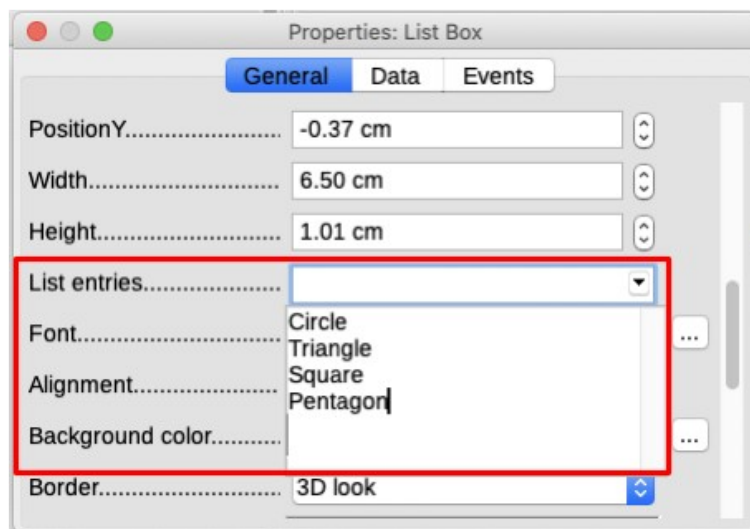 Properties: List Box
General Data Events
PositionY........................ -0.37 cm
Width............................. 6.50 cm
Height............................ 1.01 cm
List entries.....................
Circle
Font............................... ...
Triangle
Square
Alignment......................
Pentagon
Background color.......... ...
Border............................ 3D look